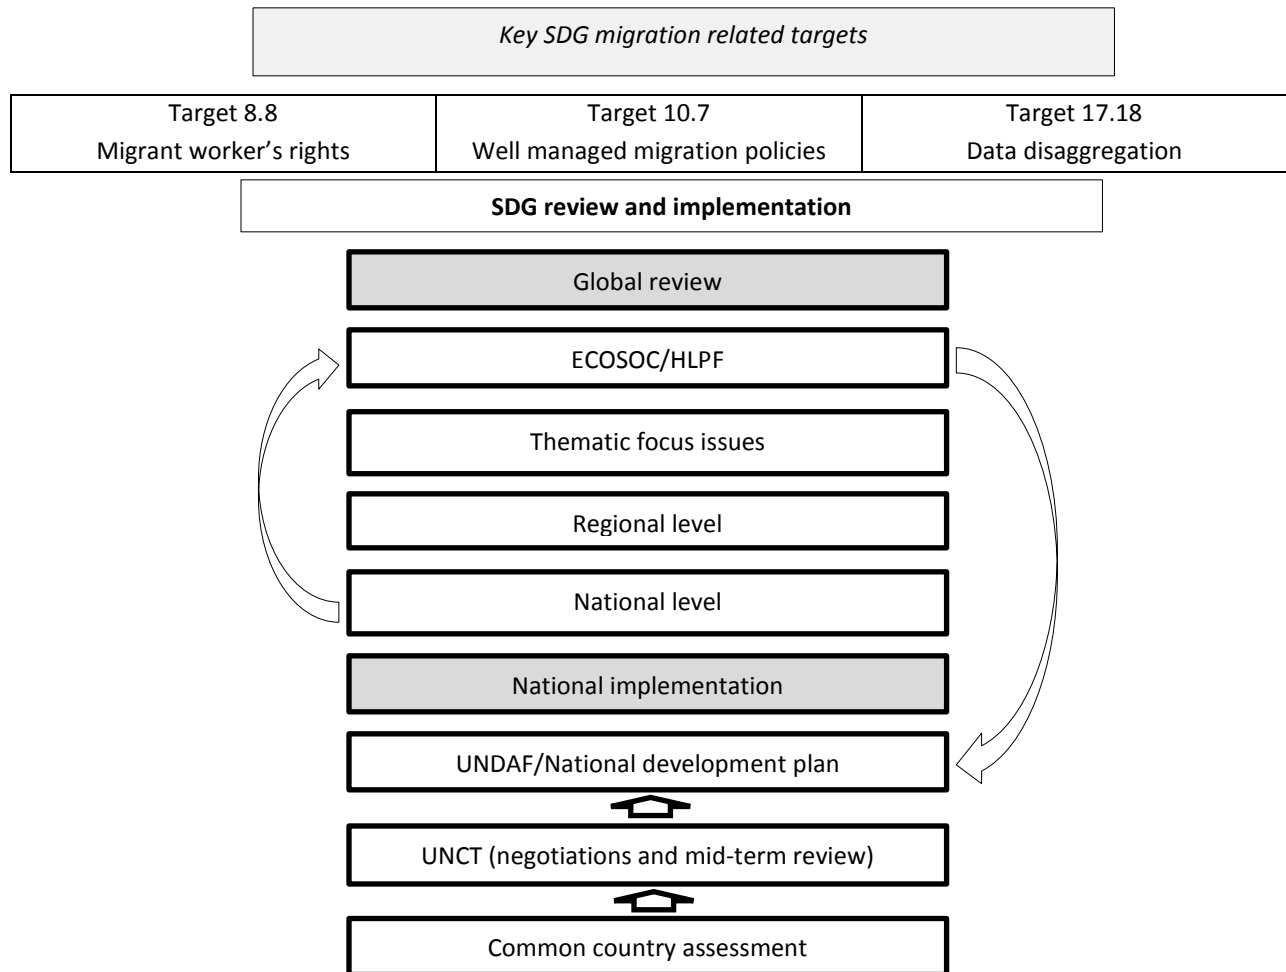 Key SDG migration related targets
Target 8.8
Migrant worker’s rights
Target 10.7
Well managed migration policies
Target 17.18
Data disaggregation
SDG review and implementation
Global review
ECOSOC/HLPF
Thematic focus issues
Regional level
National level
National implementation
UNDAF/National development plan
UNCT (negotiations and mid-term review)
Common country assessment